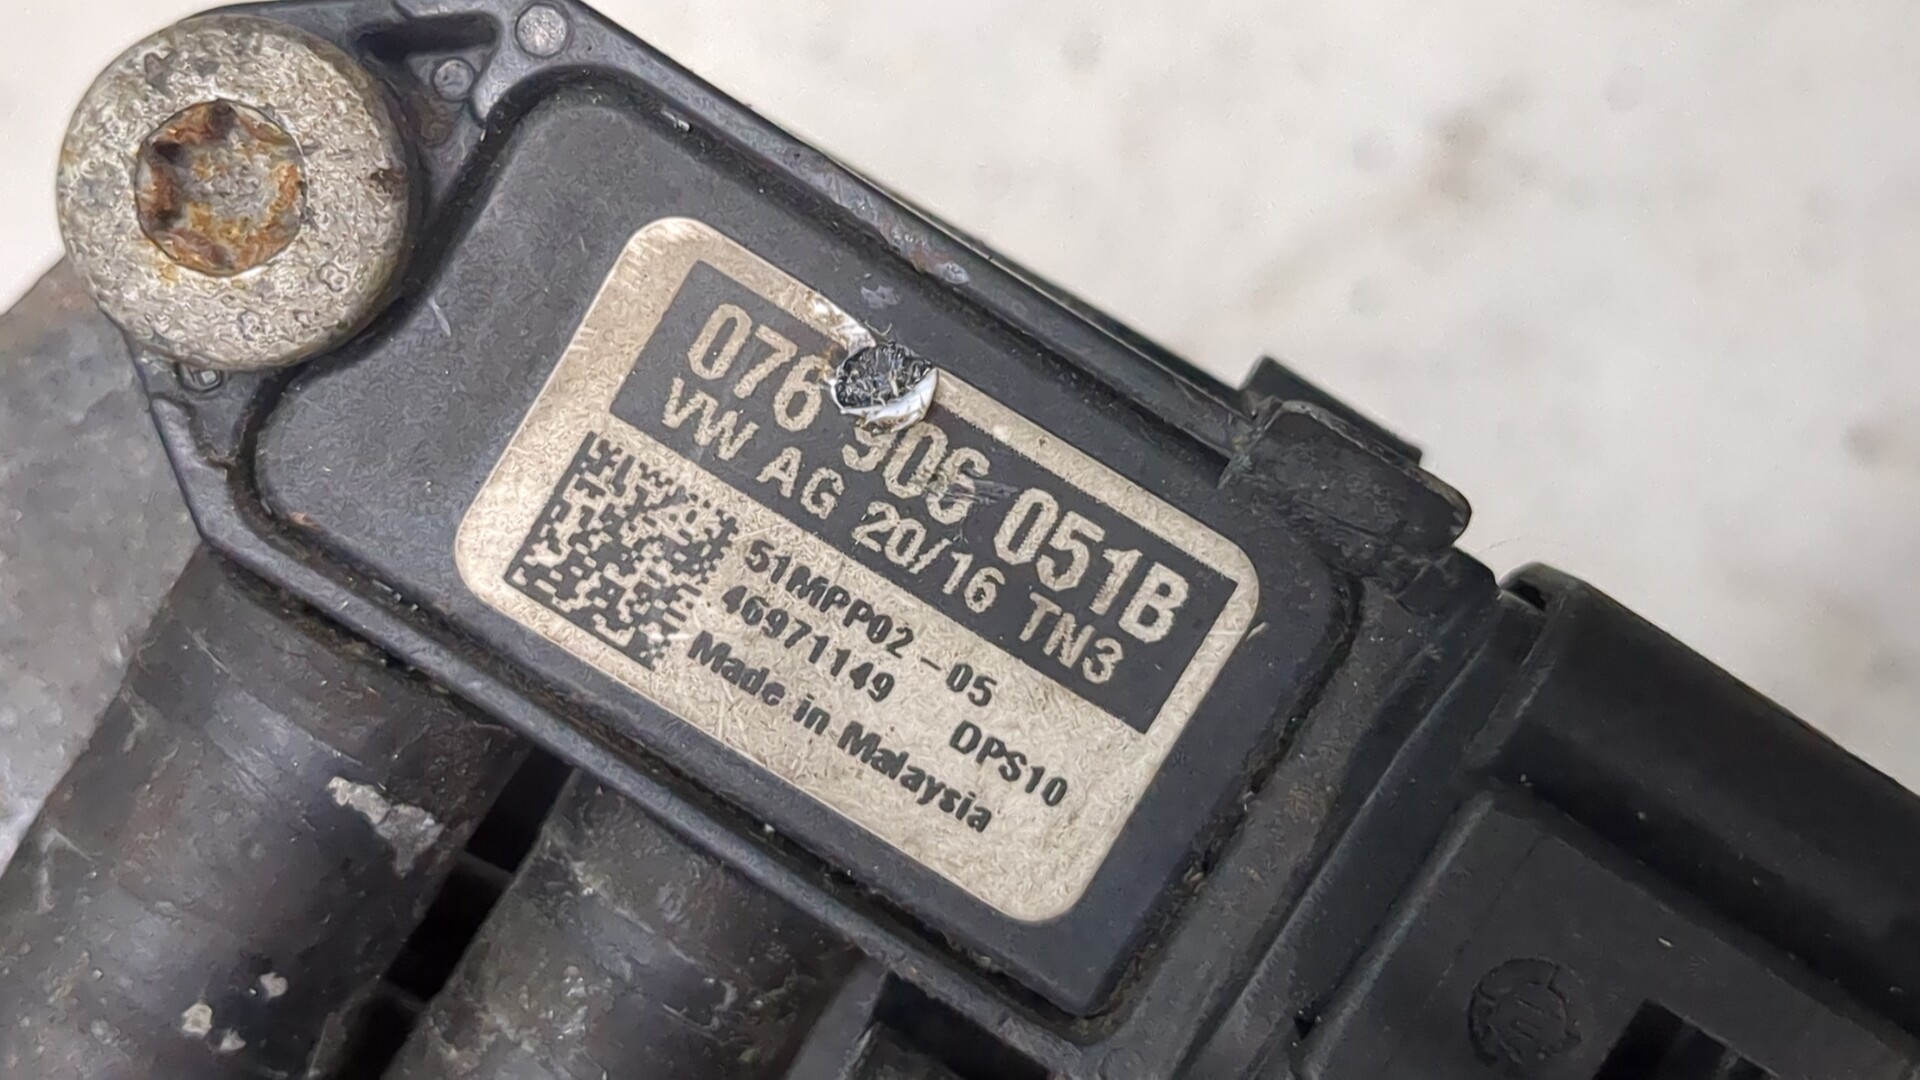 076 906 051B
VW AG 20/16 TN3
51MPP02-05
46971149 DPS10
Made in Malaysia